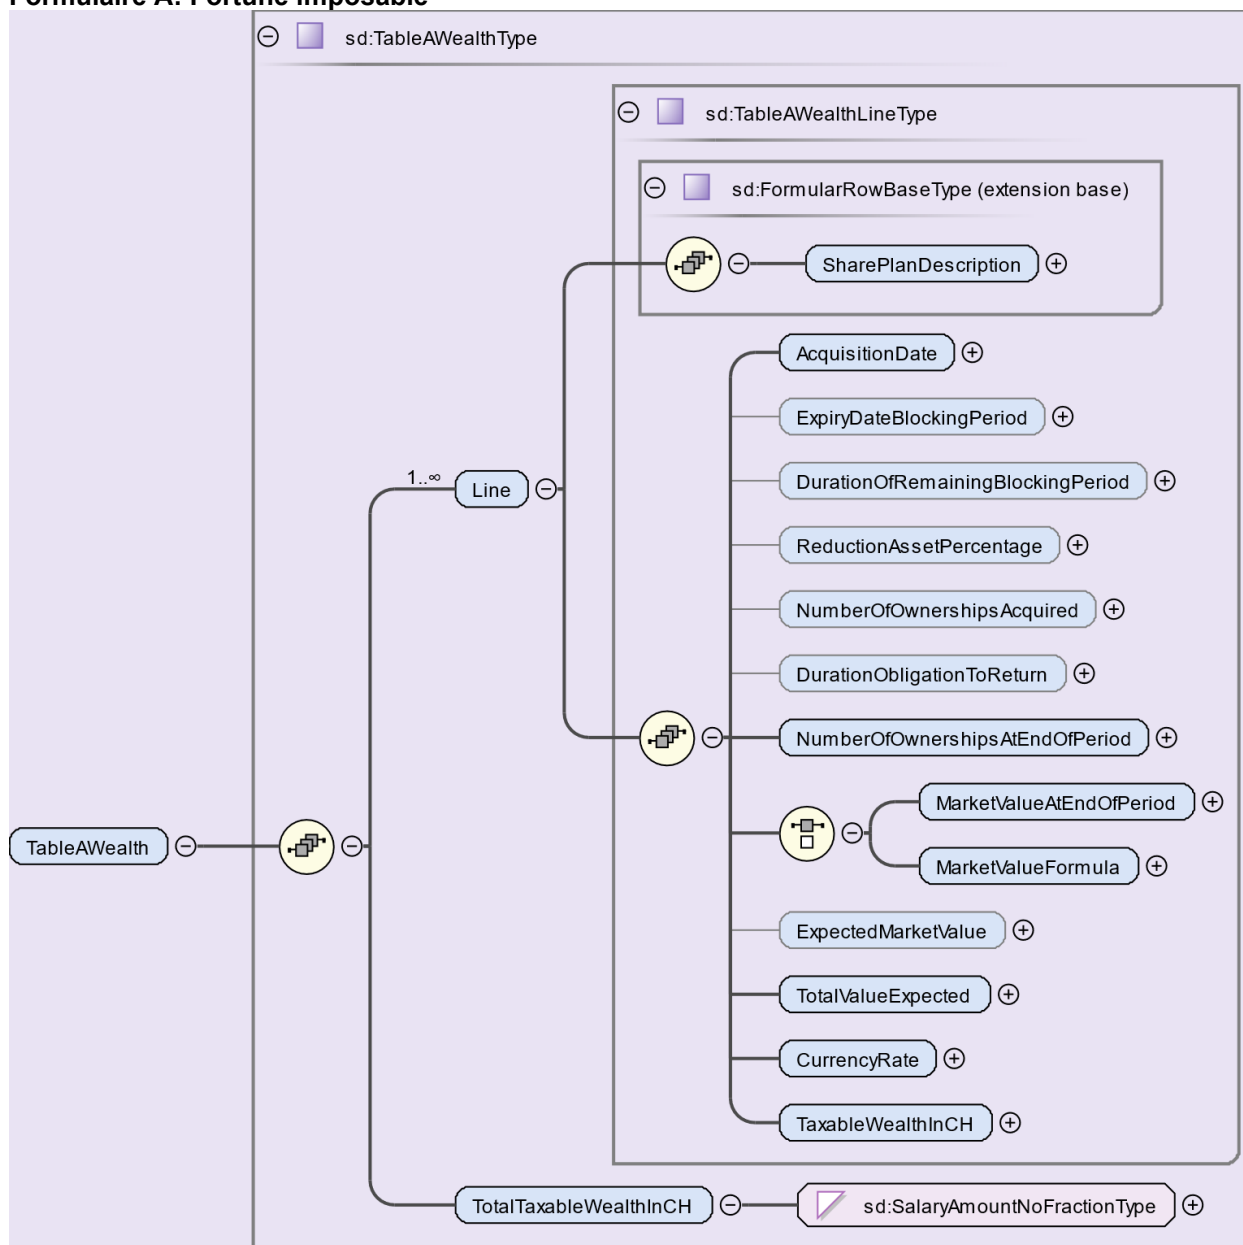 Formulaire A: Fortune imposable
sd:TableAWealthType
sd:TableAWealthLineType
sd:FormularRowBaseType (extension base)
SharePlanDescription
AcquisitionDate
ExpiryDateBlockingPeriod
DurationOfRemainingBlockingPeriod
1..∞
Line
ReductionAssetPercentage
NumberOfOwnershipsAcquired
DurationObligationToReturn
NumberOfOwnershipsAtEndOfPeriod
MarketValueAtEndOfPeriod
TableAWealth
MarketValueFormula
ExpectedMarketValue
TotalValueExpected
CurrencyRate
TaxableWealthInCH
TotalTaxableWealthInCH
sd:SalaryAmountNoFractionType